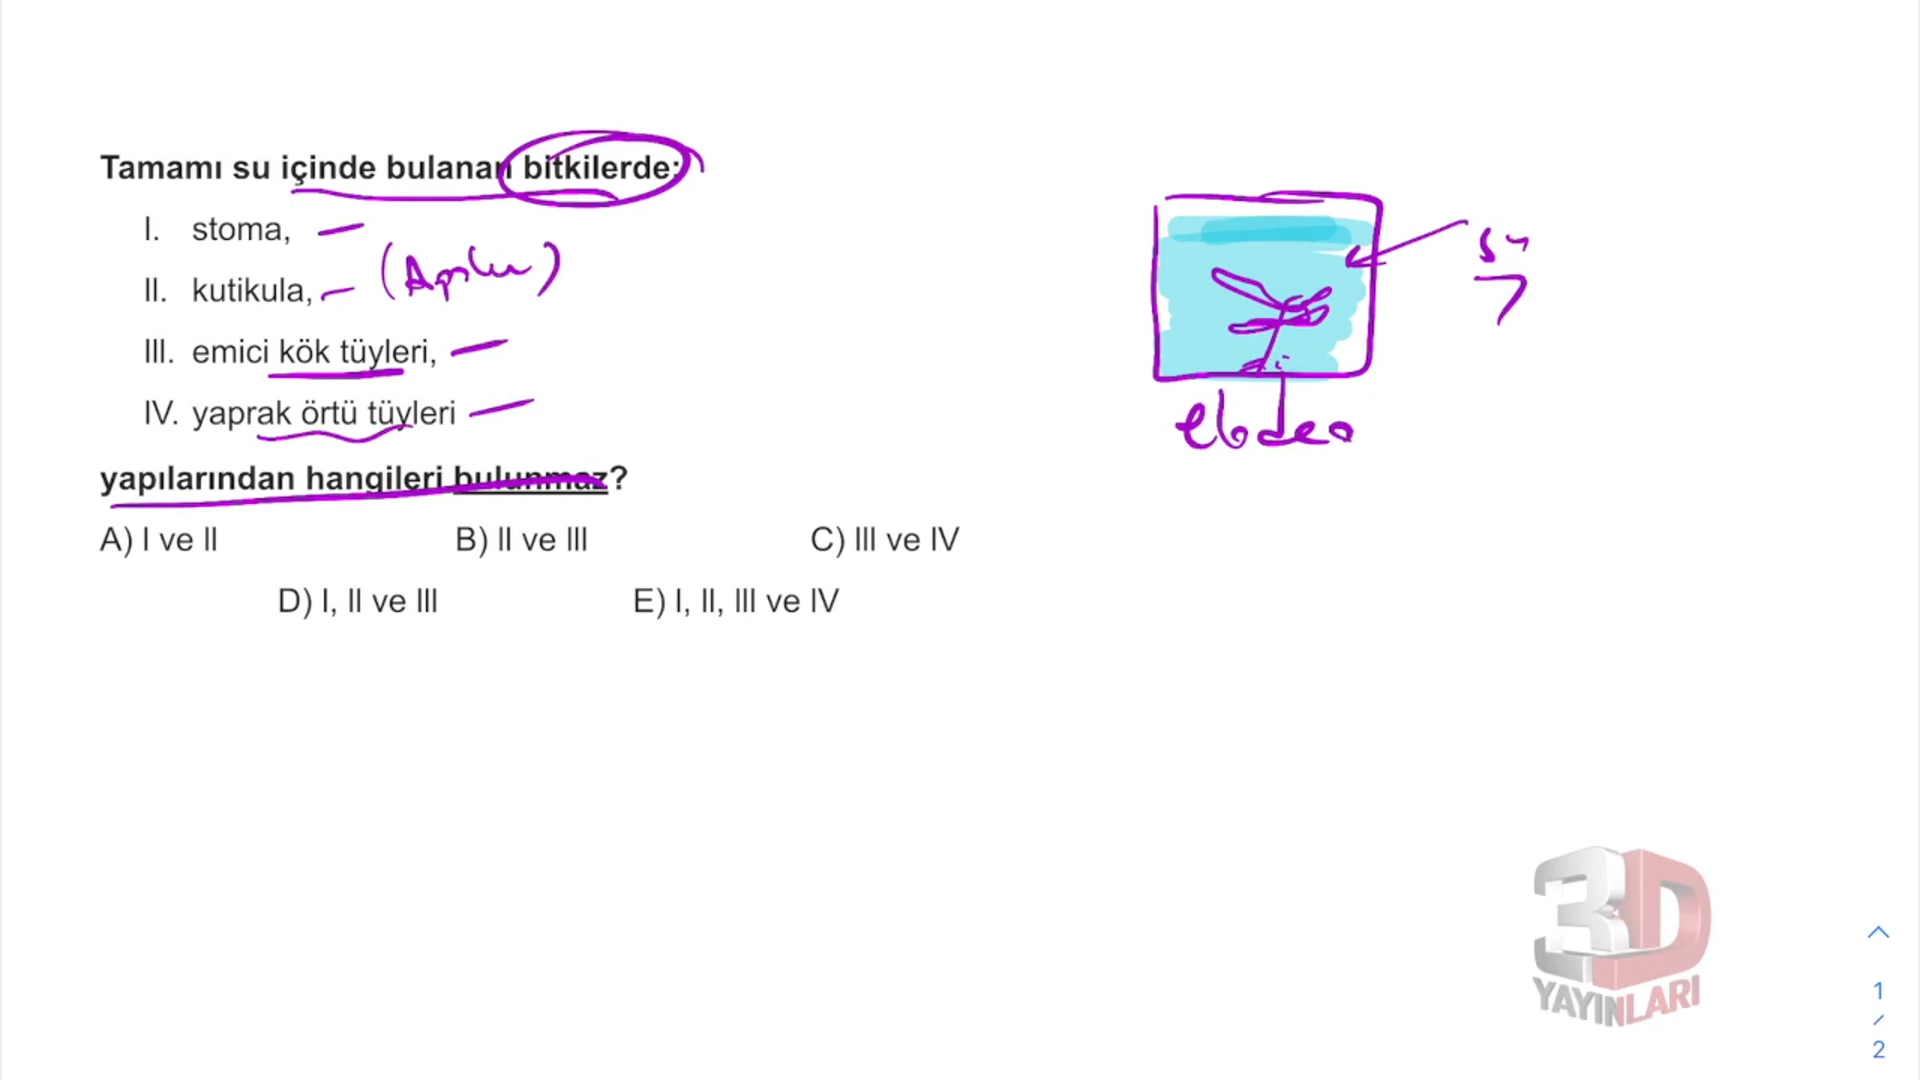 Tamamı su içinde bulanan bitkilerde;
I. stoma,
II. kutikula,
III. emici kök tüyleri,
IV. yaprak örtü tüyleri
yapılarından hangileri bulunmaz?
A) I ve II B) II ve III C) III ve IV
D) I, II ve III E) I, II, III ve IV
su
elodea
3D
YAYINLARI
1
/
2